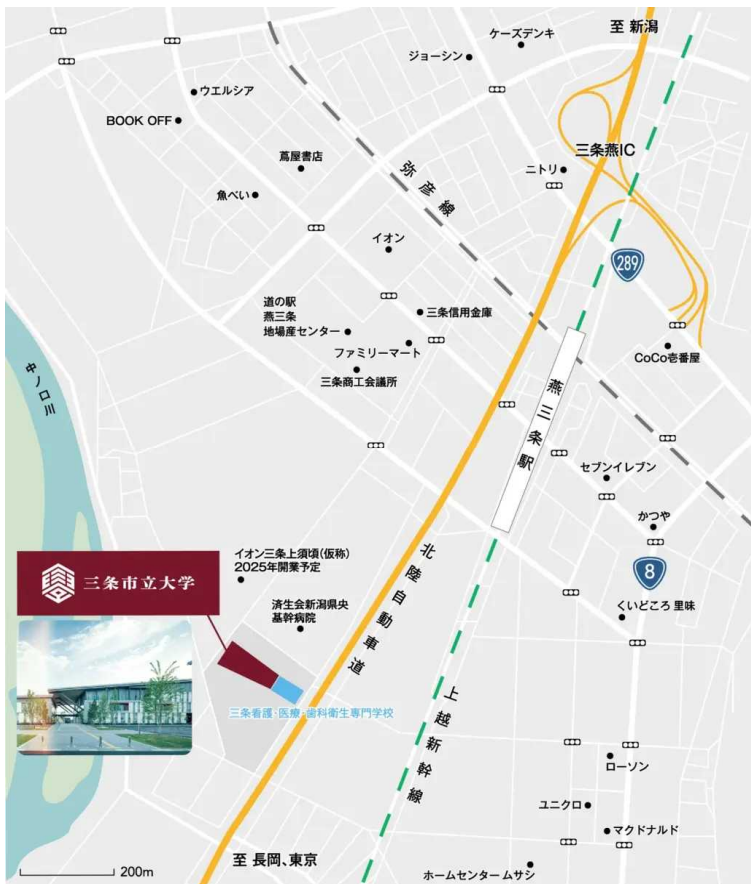 至 新潟
ケーズデンキ
ジョーシン
ウエルシア
BOOK OFF
三条燕IC
蔦屋書店
ニトリ
魚べい
弥彦線
イオン
289
道の駅
燕三条
地場産センター
三条信用金庫
ファミリーマート
CoCo壱番屋
三条商工会議所
中ノ口川
燕三条駅
セブンイレブン
かつや
イオン三条上須頃(仮称)
2025年開業予定
北陸自動車道
8
三条市立大学
済生会新潟県央
基幹病院
くいどころ 里味
三条看護・医療・歯科衛生専門学校
上越新幹線
ローソン
ユニクロ
マクドナルド
至 長岡、東京
200m
ホームセンタームサシ